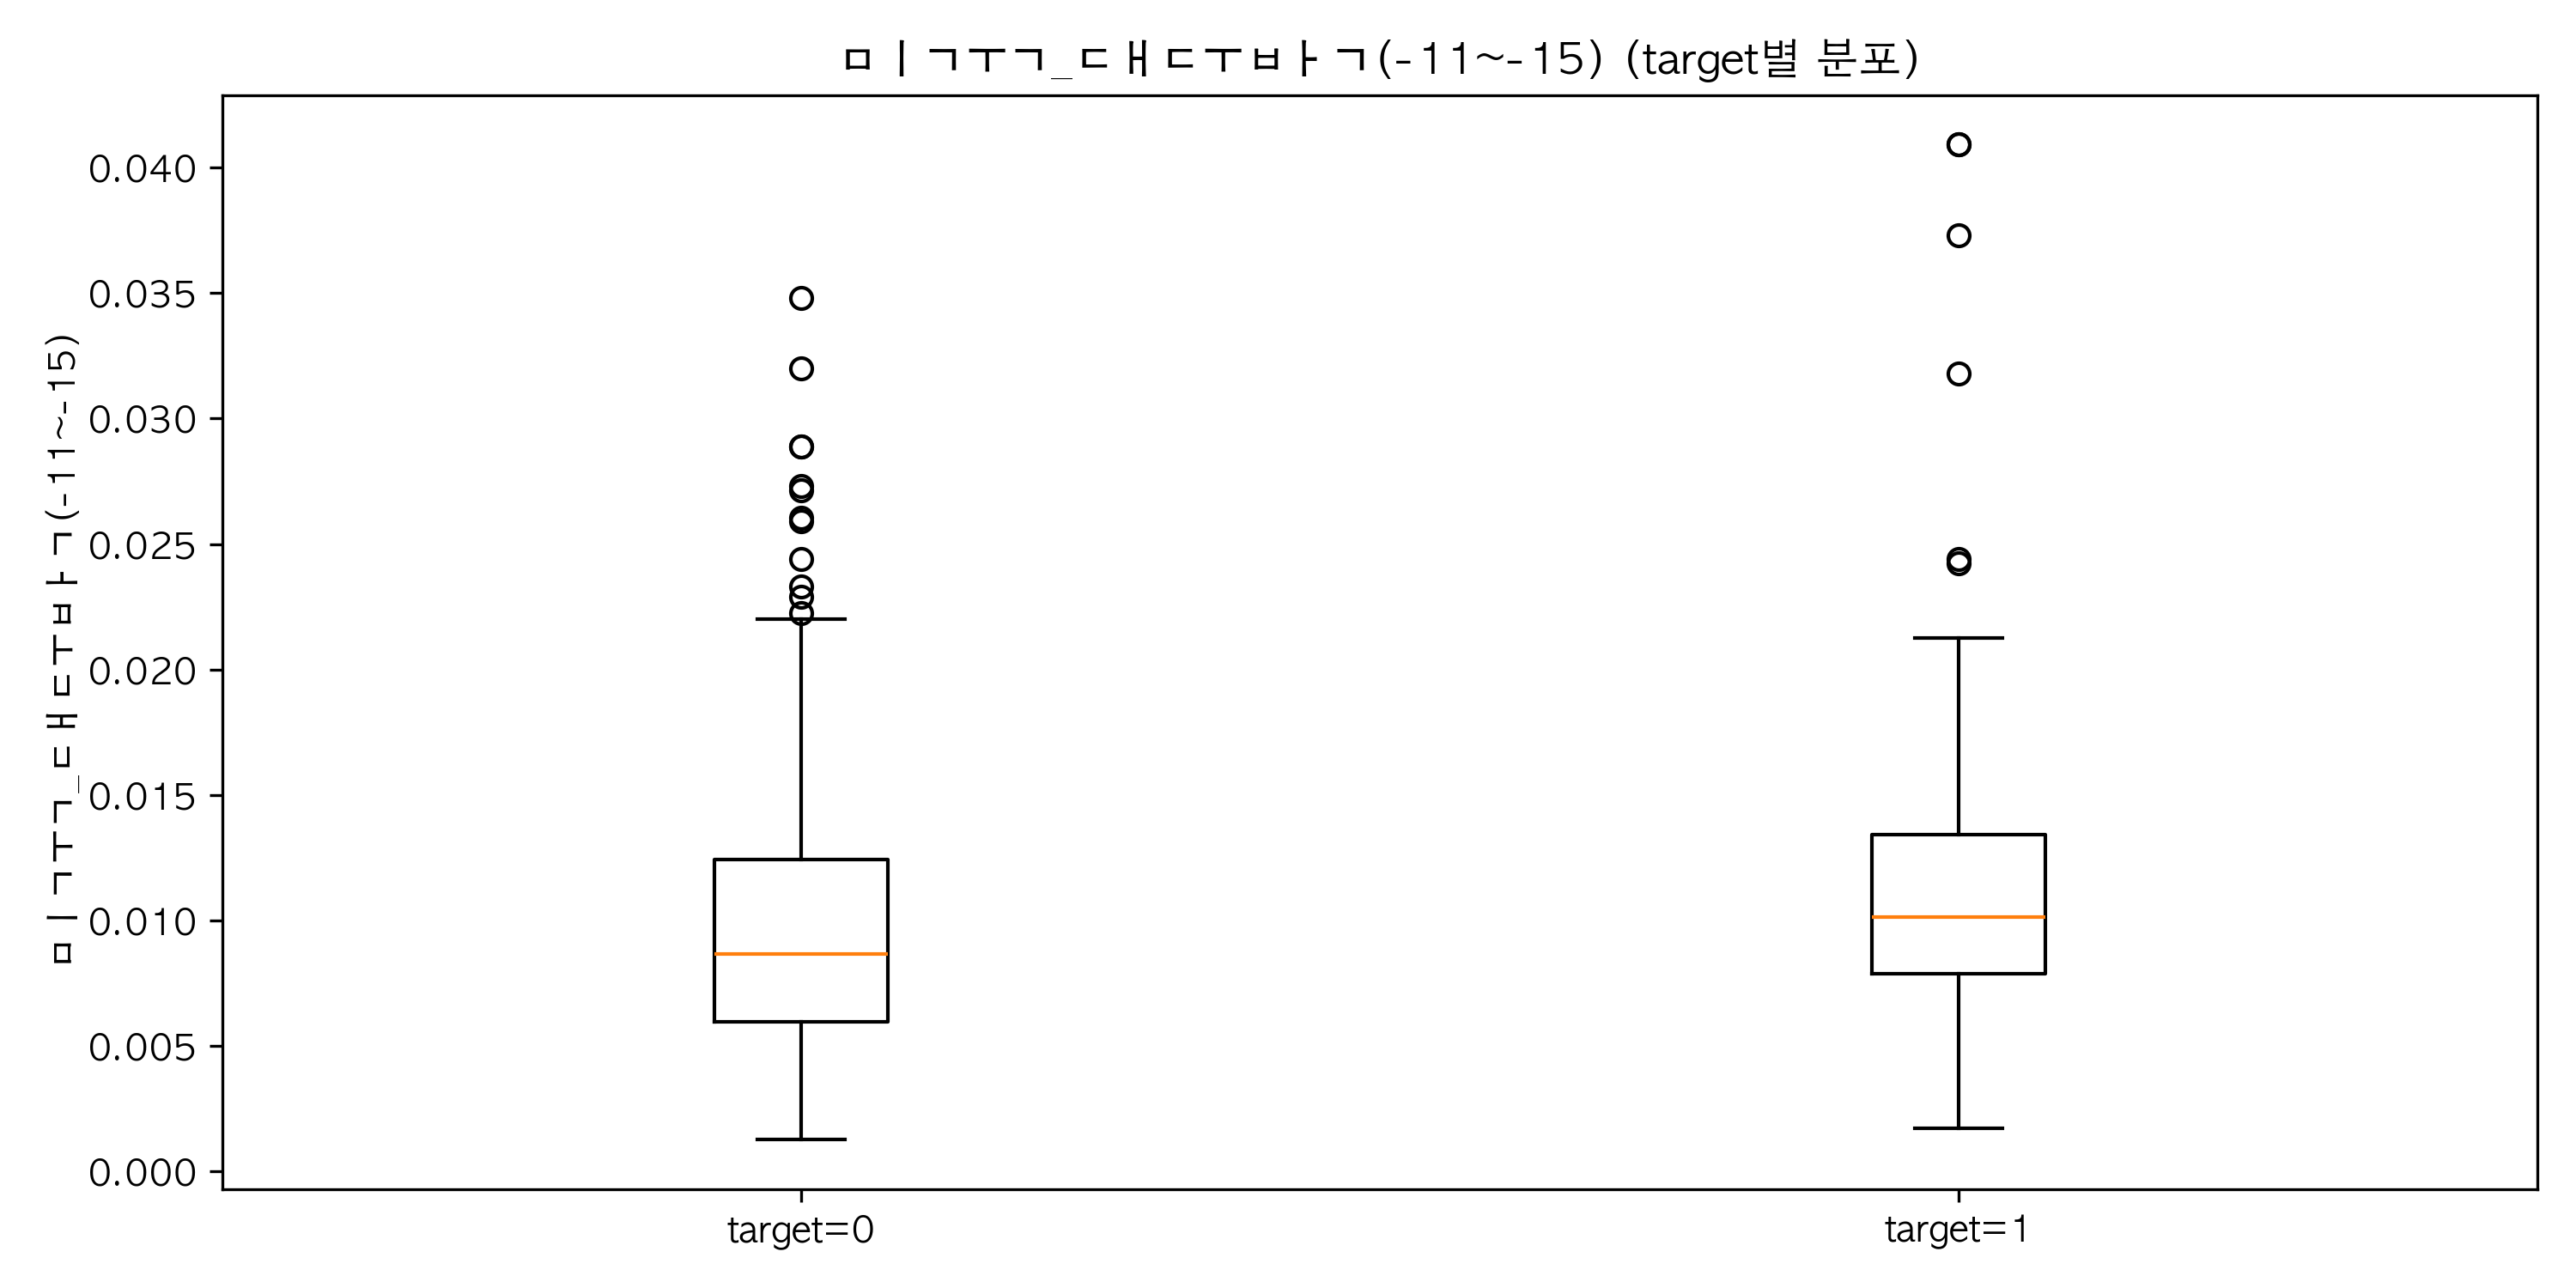 ㅁㅣㄱㅜㄱ_ㄷㅐㄷㅜㅂㅏㄱ(-11~-15) (target별 분포)
ㅁㅣㄱㅜㄱ_ㄷㅐㄷㅜㅂㅏㄱ(-11~-15)
0.040
0.035
0.030
0.025
0.020
0.015
0.010
0.005
0.000
target=0
target=1